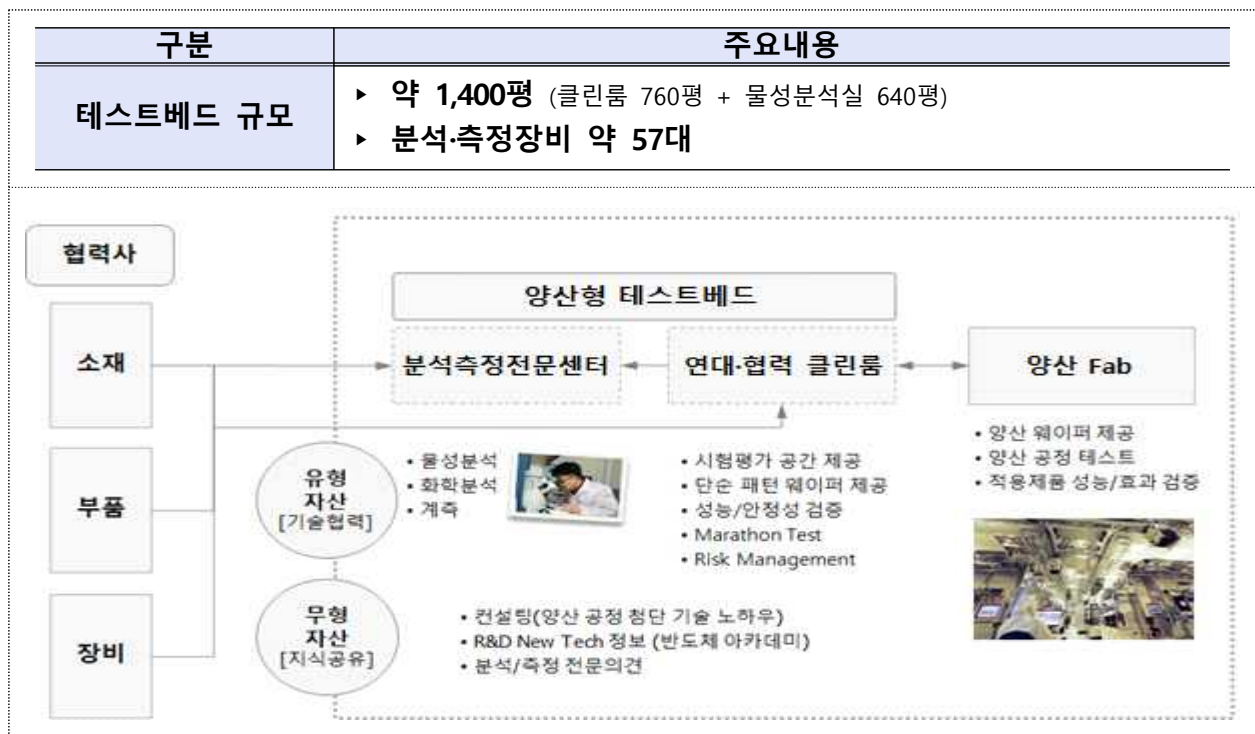 구분 주요내용
테스트베드 규모
▸ 약 1,400평 (클린룸 760평 + 물성분석실 640평)
▸ 분석·측정장비 약 57대
협력사
소재
부품
장비
양산형 테스트베드
분석측정전문센터
연대·협력 클린룸
양산 Fab
유형
자산
[기술협력]
• 물성분석
• 화학분석
• 계측
• 시험평가 공간 제공
• 단순 패턴 웨이퍼 제공
• 성능/안정성 검증
• Marathon Test
• Risk Management
• 양산 웨이퍼 제공
• 양산 공정 테스트
• 적용제품 성능/효과 검증
무형
자산
[지식공유]
• 컨설팅(양산 공정 첨단 기술 노하우)
• R&D New Tech 정보 (반도체 아카데미)
• 분석/측정 전문의견